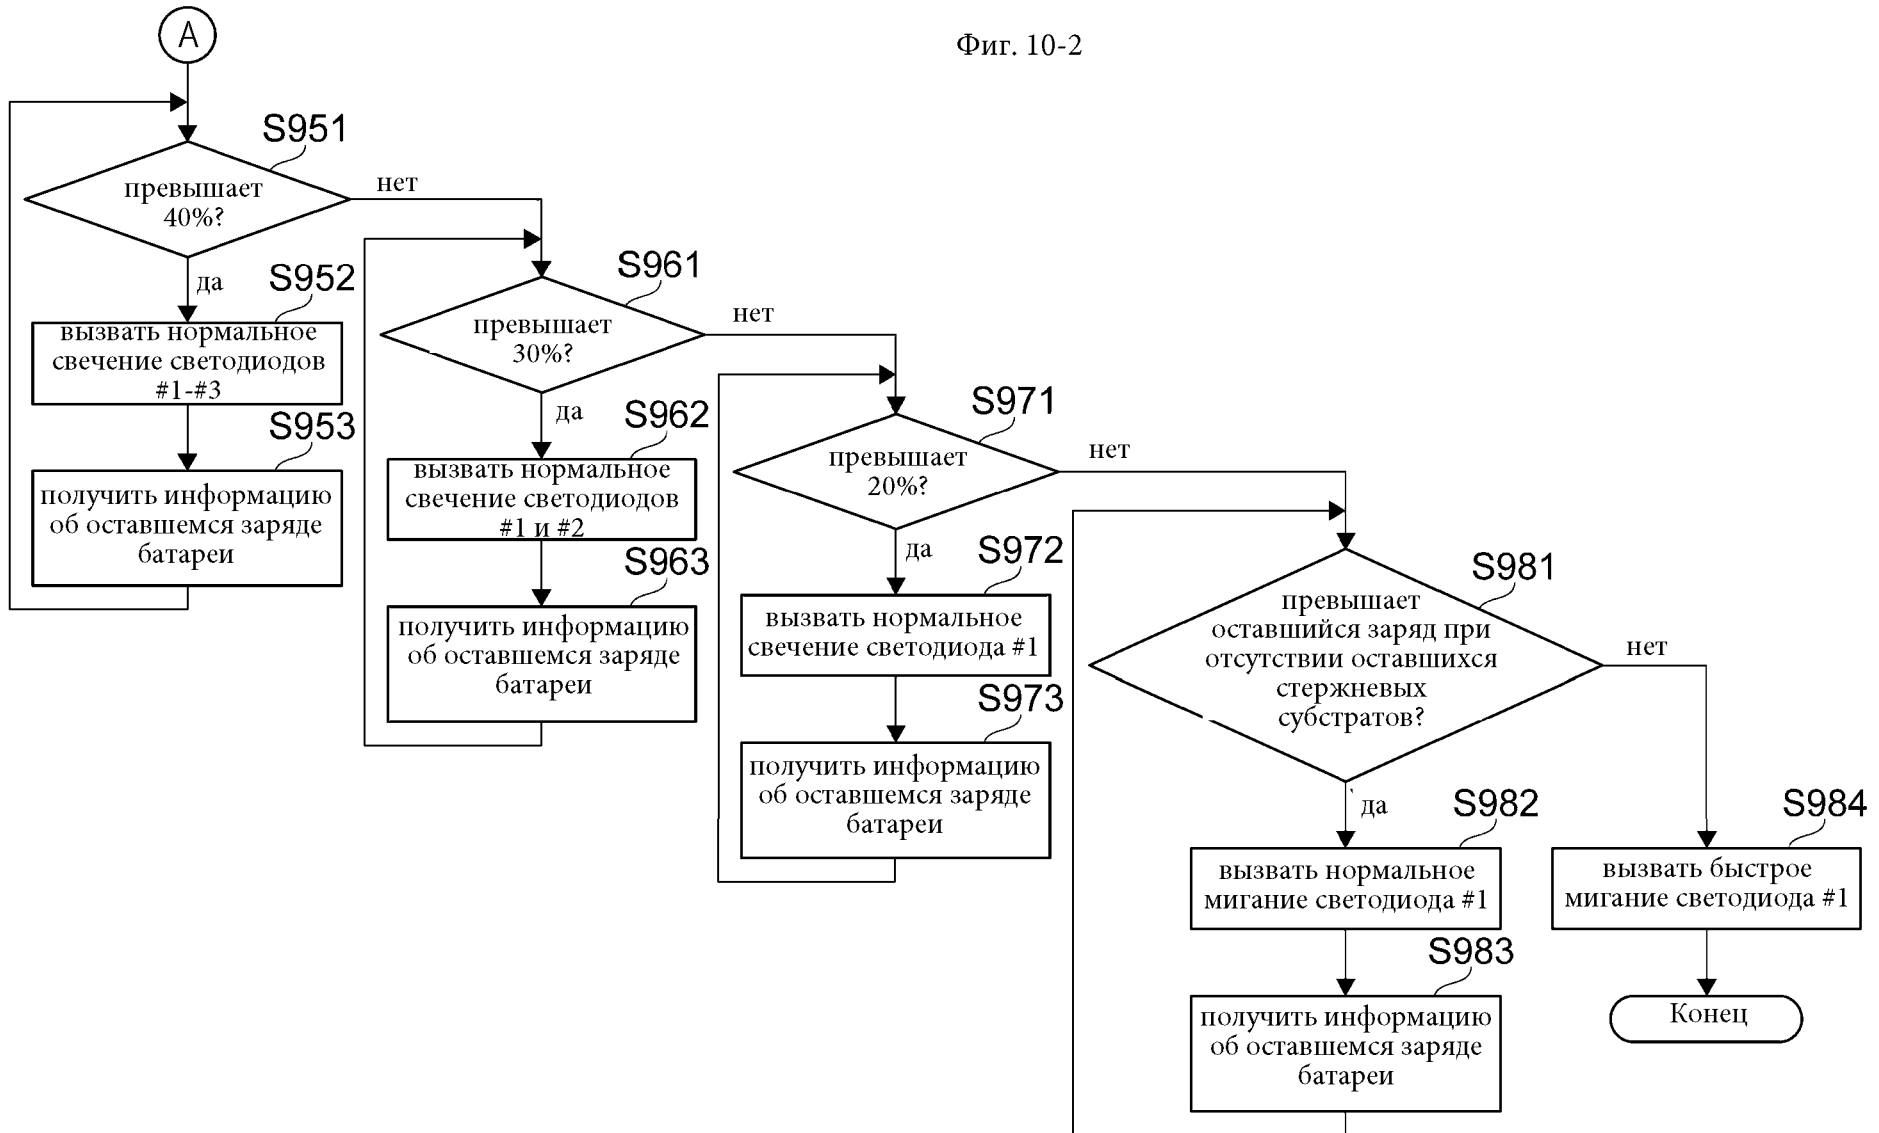 A
Фиг. 10-2
S951
превышает
40%?
нет
да
S952
вызвать нормальное
свечение светодиодов
#1-#3
S953
получить информацию
об оставшемся заряде
батареи
S961
превышает
30%?
нет
да
S962
вызвать нормальное
свечение светодиодов
#1 и #2
S963
получить информацию
об оставшемся заряде
батареи
S971
превышает
20%?
нет
да
S972
вызвать нормальное
свечение светодиода #1
S973
получить информацию
об оставшемся заряде
батареи
S981
превышает
оставшийся заряд при
отсутствии оставшихся
стержневых
субстратов?
нет
да
S982
вызвать нормальное
мигание светодиода #1
S983
получить информацию
об оставшемся заряде
батареи
S984
вызвать быстрое
мигание светодиода #1
Конец